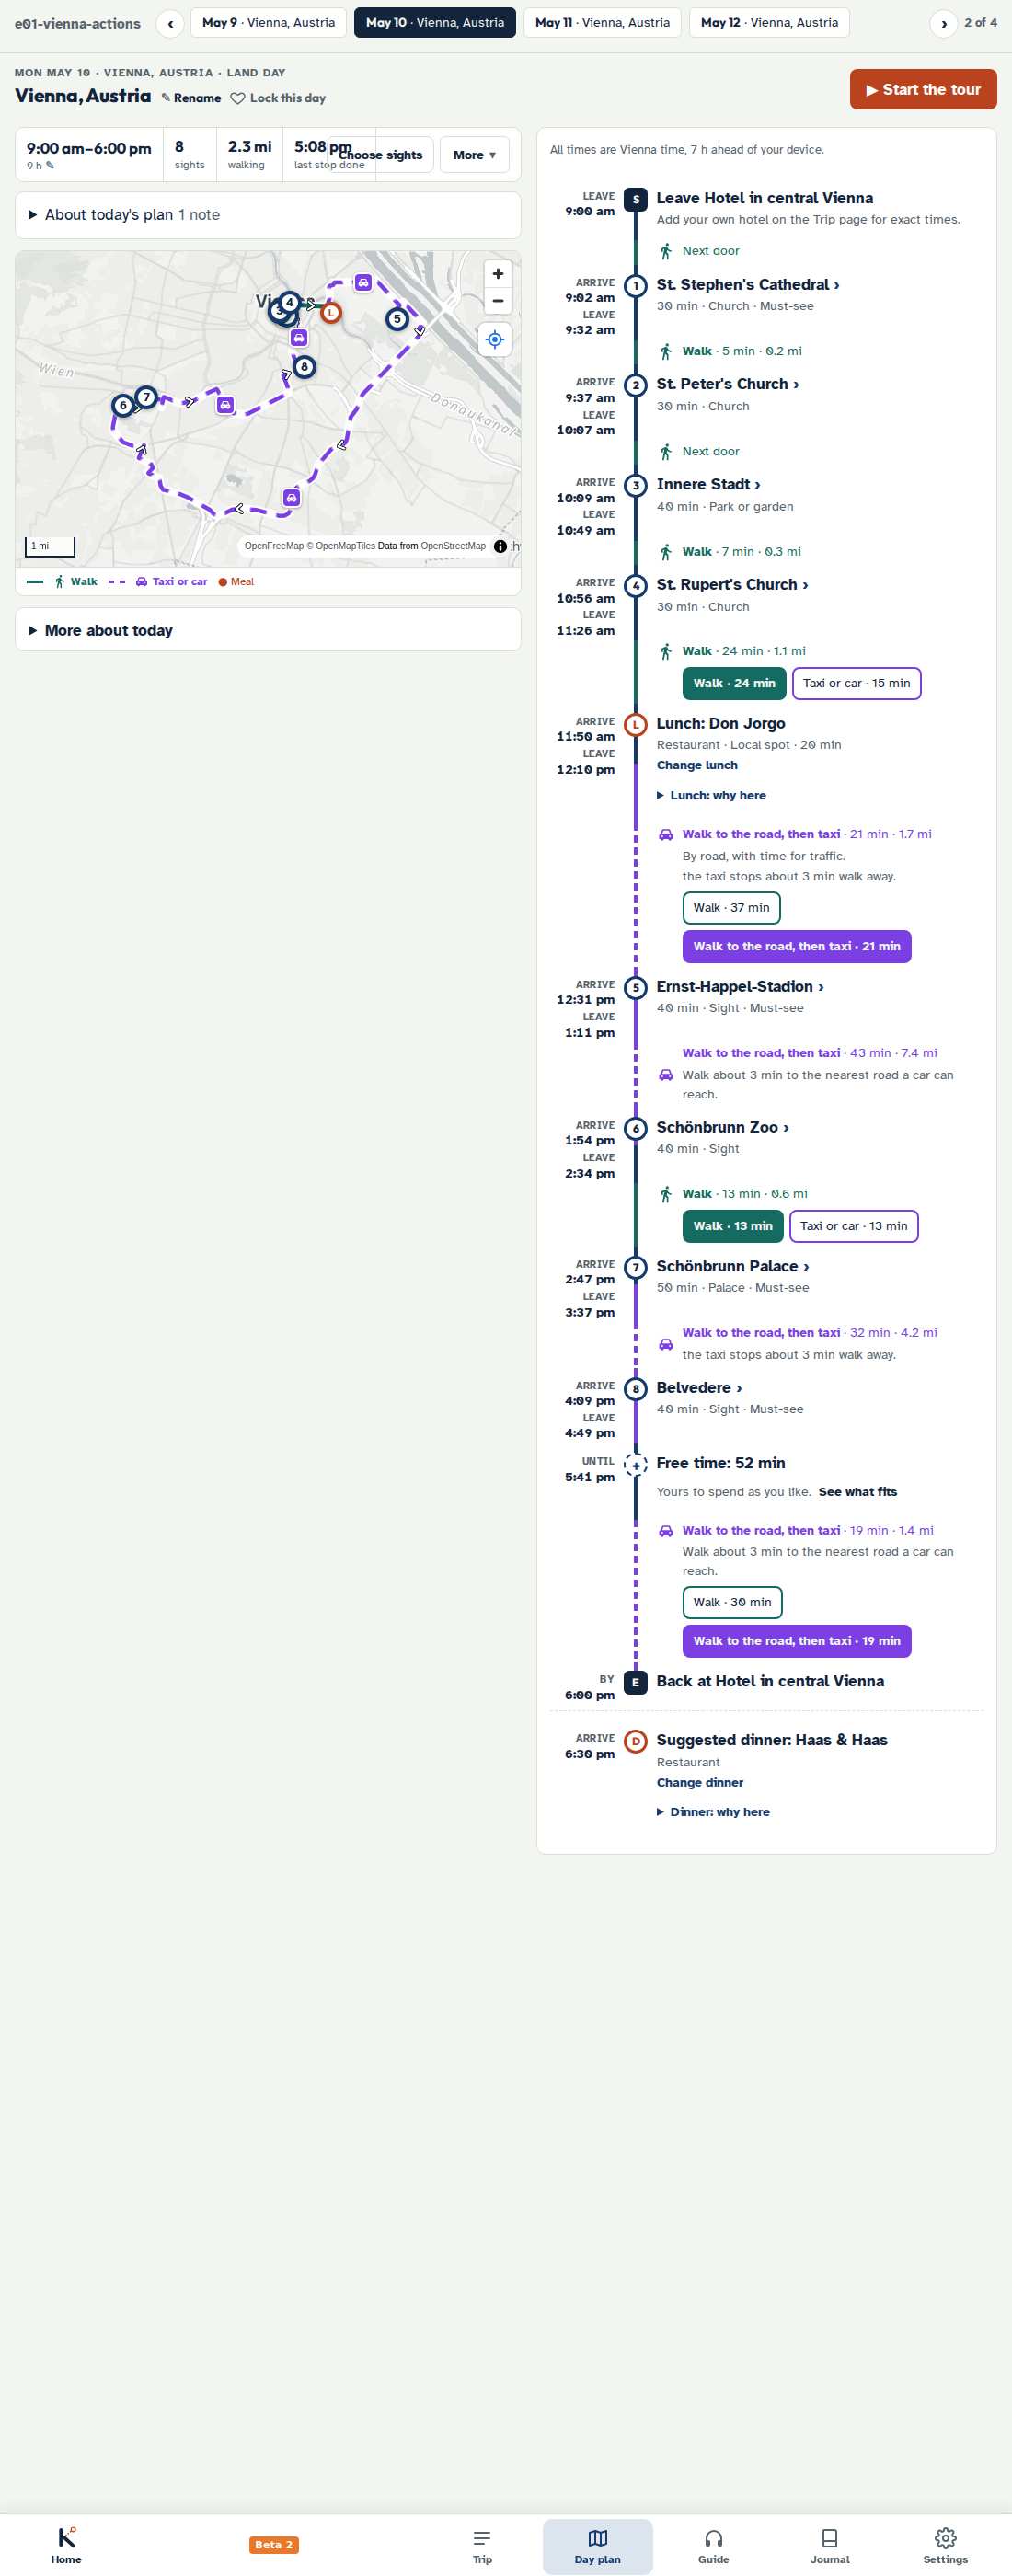 e01-vienna-actions
‹
May 9 · Vienna, Austria
May 10 · Vienna, Austria
May 11 · Vienna, Austria
May 12 · Vienna, Austria
›
2 of 4
MON MAY 10 · VIENNA, AUSTRIA · LAND DAY
Vienna, Austria ✎ Rename Lock this day
▶ Start the tour
9:00 am–6:00 pm
9 h ✎
8
sights
2.3 mi
walking
5:08 pm
last stop done
Choose sights
More ▾
▶ About today's plan 1 note
Wien
Donaukanal
4
L
5
8
6
7
+
−
1 mi
OpenFreeMap © OpenMapTiles Data from OpenStreetMap
Walk
Taxi or car
Meal
▶ More about today
All times are Vienna time, 7 h ahead of your device.
LEAVE
9:00 am
S
Leave Hotel in central Vienna
Add your own hotel on the Trip page for exact times.
Next door
ARRIVE
9:02 am
LEAVE
9:32 am
1
St. Stephen's Cathedral ›
30 min · Church · Must-see
Walk · 5 min · 0.2 mi
ARRIVE
9:37 am
LEAVE
10:07 am
2
St. Peter's Church ›
30 min · Church
Next door
ARRIVE
10:09 am
LEAVE
10:49 am
3
Innere Stadt ›
40 min · Park or garden
Walk · 7 min · 0.3 mi
ARRIVE
10:56 am
LEAVE
11:26 am
4
St. Rupert's Church ›
30 min · Church
Walk · 24 min · 1.1 mi
Walk · 24 min
Taxi or car · 15 min
ARRIVE
11:50 am
LEAVE
12:10 pm
L
Lunch: Don Jorgo
Restaurant · Local spot · 20 min
Change lunch
▶ Lunch: why here
Walk to the road, then taxi · 21 min · 1.7 mi
By road, with time for traffic.
the taxi stops about 3 min walk away.
Walk · 37 min
Walk to the road, then taxi · 21 min
ARRIVE
12:31 pm
LEAVE
1:11 pm
5
Ernst-Happel-Stadion ›
40 min · Sight · Must-see
Walk to the road, then taxi · 43 min · 7.4 mi
Walk about 3 min to the nearest road a car can
reach.
ARRIVE
1:54 pm
LEAVE
2:34 pm
6
Schönbrunn Zoo ›
40 min · Sight
Walk · 13 min · 0.6 mi
Walk · 13 min
Taxi or car · 13 min
ARRIVE
2:47 pm
LEAVE
3:37 pm
7
Schönbrunn Palace ›
50 min · Palace · Must-see
Walk to the road, then taxi · 32 min · 4.2 mi
the taxi stops about 3 min walk away.
ARRIVE
4:09 pm
LEAVE
4:49 pm
8
Belvedere ›
40 min · Sight · Must-see
UNTIL
5:41 pm
+
Free time: 52 min
Yours to spend as you like. See what fits
Walk to the road, then taxi · 19 min · 1.4 mi
Walk about 3 min to the nearest road a car can
reach.
Walk · 30 min
Walk to the road, then taxi · 19 min
BY
6:00 pm
E
Back at Hotel in central Vienna
ARRIVE
6:30 pm
D
Suggested dinner: Haas & Haas
Restaurant
Change dinner
▶ Dinner: why here
Home
Beta 2
Trip
Day plan
Guide
Journal
Settings